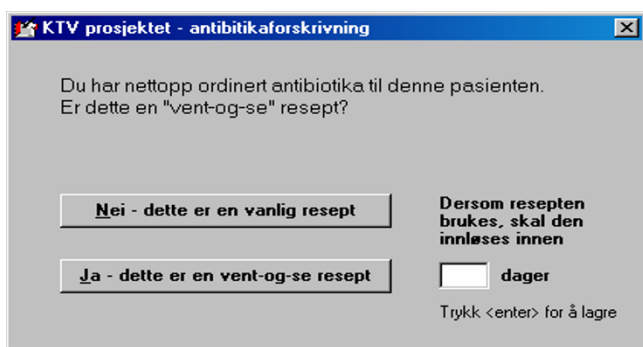 KTV prosjektet - antibitikaforskrivning
Du har nettopp ordinert antibiotika til denne pasienten.
Er dette en "vent-og-se" resept?
Nei - dette er en vanlig resept
Ja - dette er en vent-og-se resept
Dersom resepten
brukes, skal den
innløses innen
dager
Trykk <enter> for å lagre